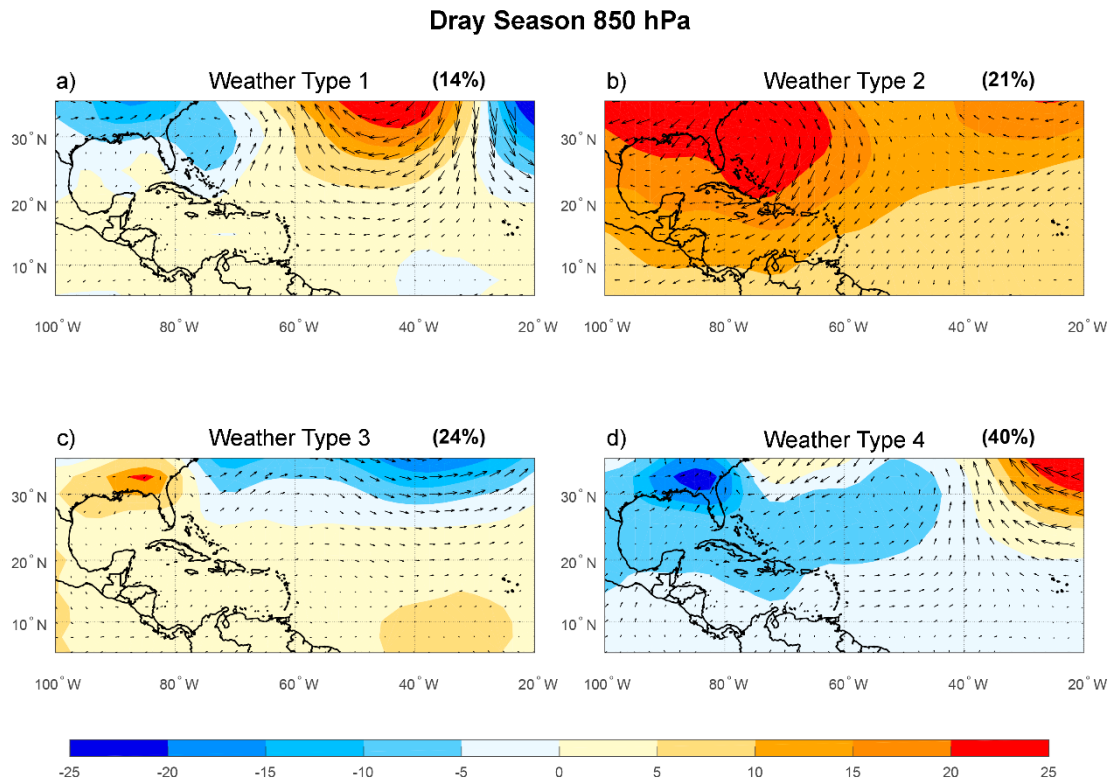 Dray Season 850 hPa
a) Weather Type 1 (14%)
b) Weather Type 2 (21%)
30°N
20°N
10°N
100°W 80°W 60°W 40°W 20°W
30°N
20°N
10°N
100°W 80°W 60°W 40°W 20°W
c) Weather Type 3 (24%)
d) Weather Type 4 (40%)
30°N
20°N
10°N
100°W 80°W 60°W 40°W 20°W
30°N
20°N
10°N
100°W 80°W 60°W 40°W 20°W
-25 -20 -15 -10 -5 0 5 10 15 20 25